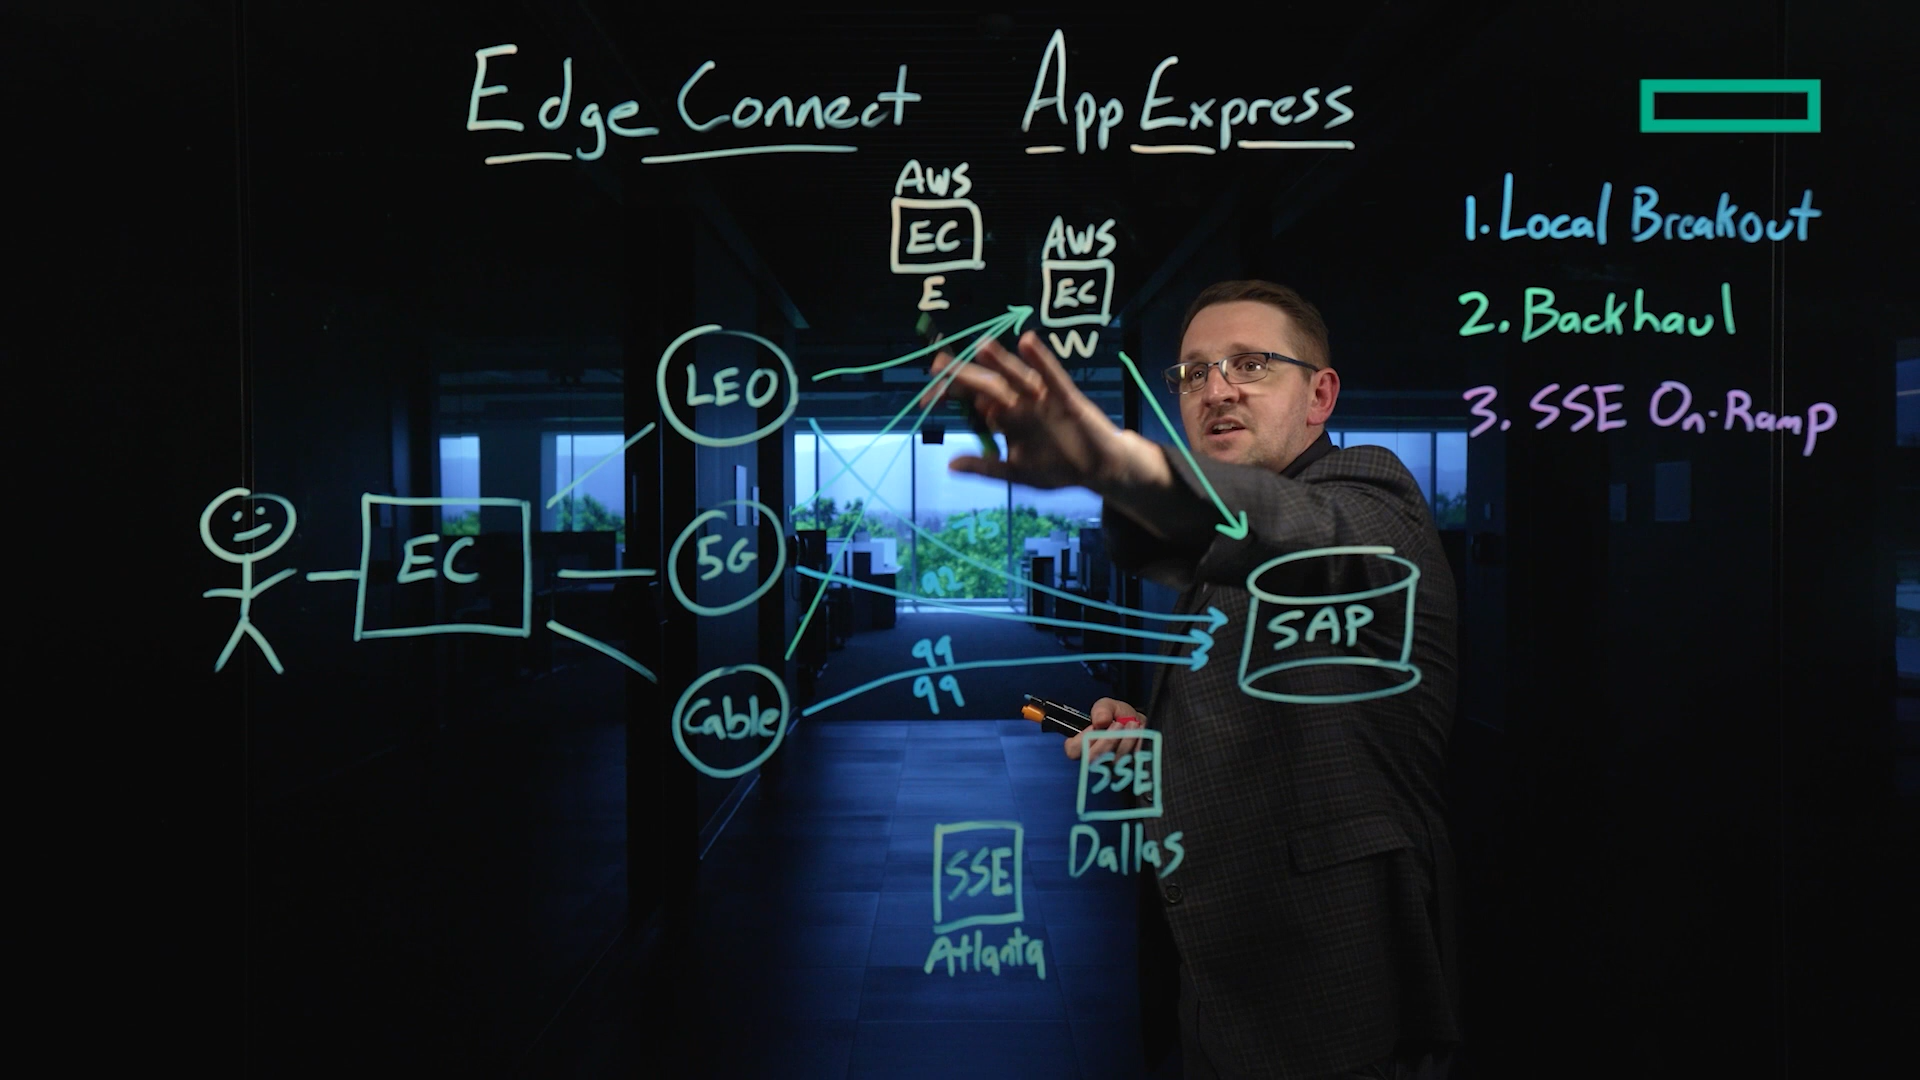 Edge Connect App Express
AWS
EC
E
AWS
EC
W
1. Local Breakout
2. Backhaul
3. SSE On-Ramp
LEO
5G
Cable
EC
75
92
99
99
SAP
SSE
Dallas
SSE
Atlanta